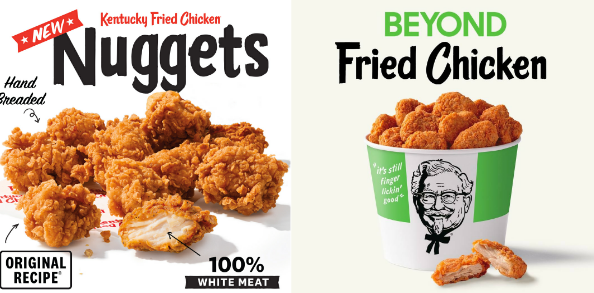 NEW
Kentucky Fried Chicken
Nuggets
Hand
Breaded
ORIGINAL
RECIPE®
100%
WHITE MEAT
BEYOND
Fried Chicken
"it's still
finger
lickin'
good"